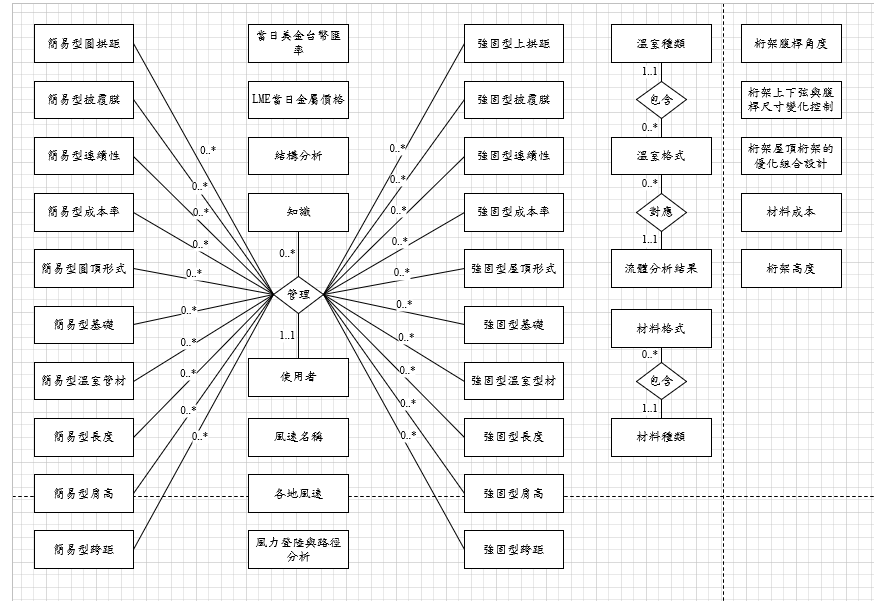 簡易型圓拱距
簡易型披覆膜
簡易型連續性
簡易型成本率
簡易型圓頂形式
簡易型基礎
簡易型溫室管材
簡易型長度
簡易型肩高
簡易型跨距
0..*
0..*
0..*
0..*
0..*
0..*
0..*
0..*
0..*
0..*
當日美金台幣匯
率
LME當日金屬價格
結構分析
知識
0..*
管理
1..1
使用者
風速名稱
各地風速
風力登陸與路徑
分析
0..*
0..*
0..*
0..*
0..*
0..*
0..*
0..*
0..*
0..*
強固型上拱距
強固型披覆膜
強固型連續性
強固型成本率
強固型屋頂形式
強固型基礎
強固型溫室型材
強固型長度
強固型肩高
強固型跨距
溫室種類
1..1
包含
0..*
溫室格式
0..*
對應
1..1
流體分析結果
材料格式
0..*
包含
1..1
材料種類
桁架腹桿角度
桁架上下弦與腹
桿尺寸變化控制
桁架屋頂桁架的
優化組合設計
材料成本
桁架高度